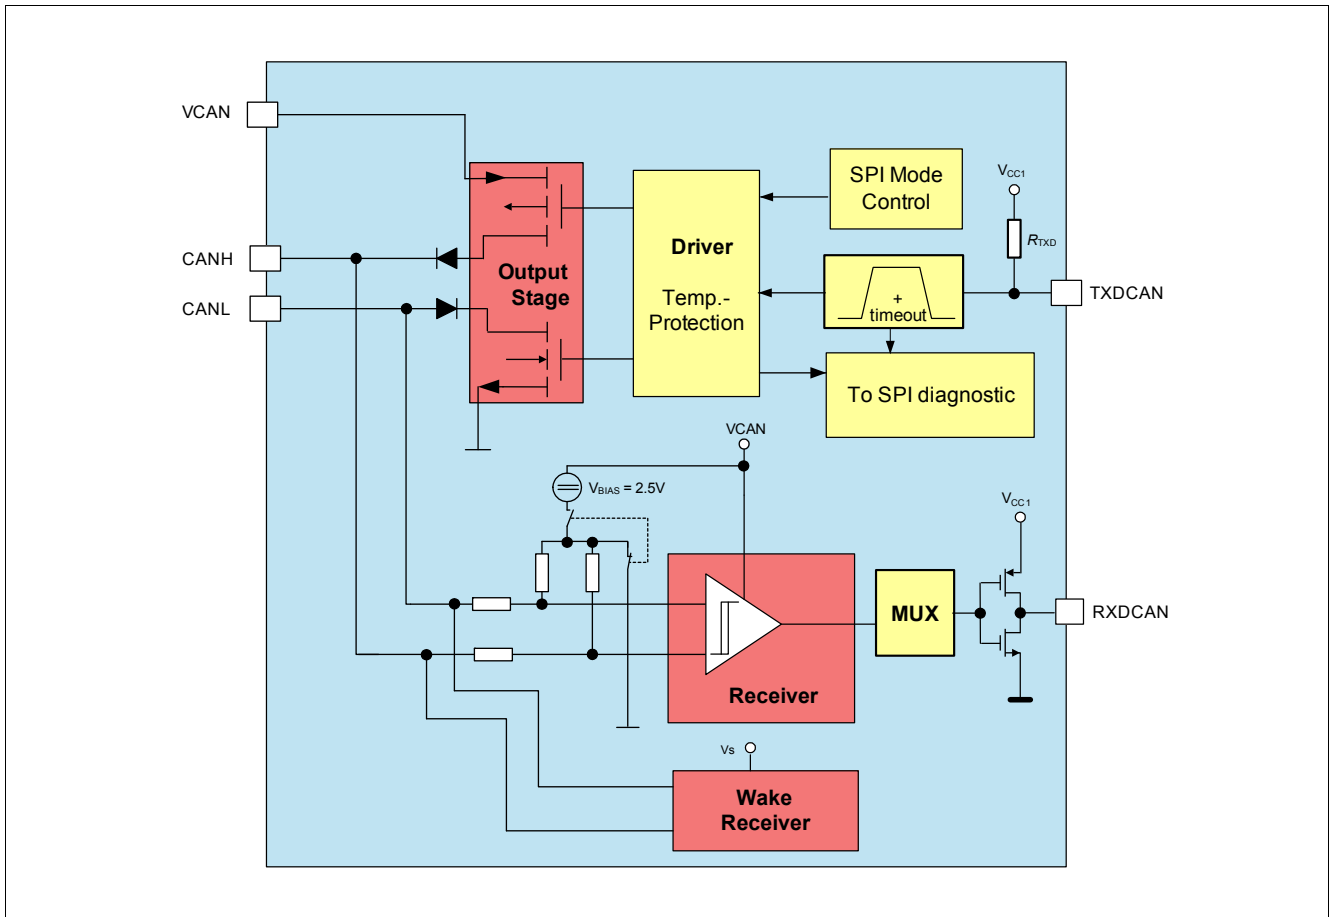 VCAN
SPI Mode
Control
VCC1
RTXD
Driver
Temp.-
Protection
CANH
Output
Stage
+
timeout
TXDCAN
CANL
To SPI diagnostic
VCAN
VBIAS = 2.5V
VCC1
MUX
RXDCAN
Receiver
Vs
Wake
Receiver